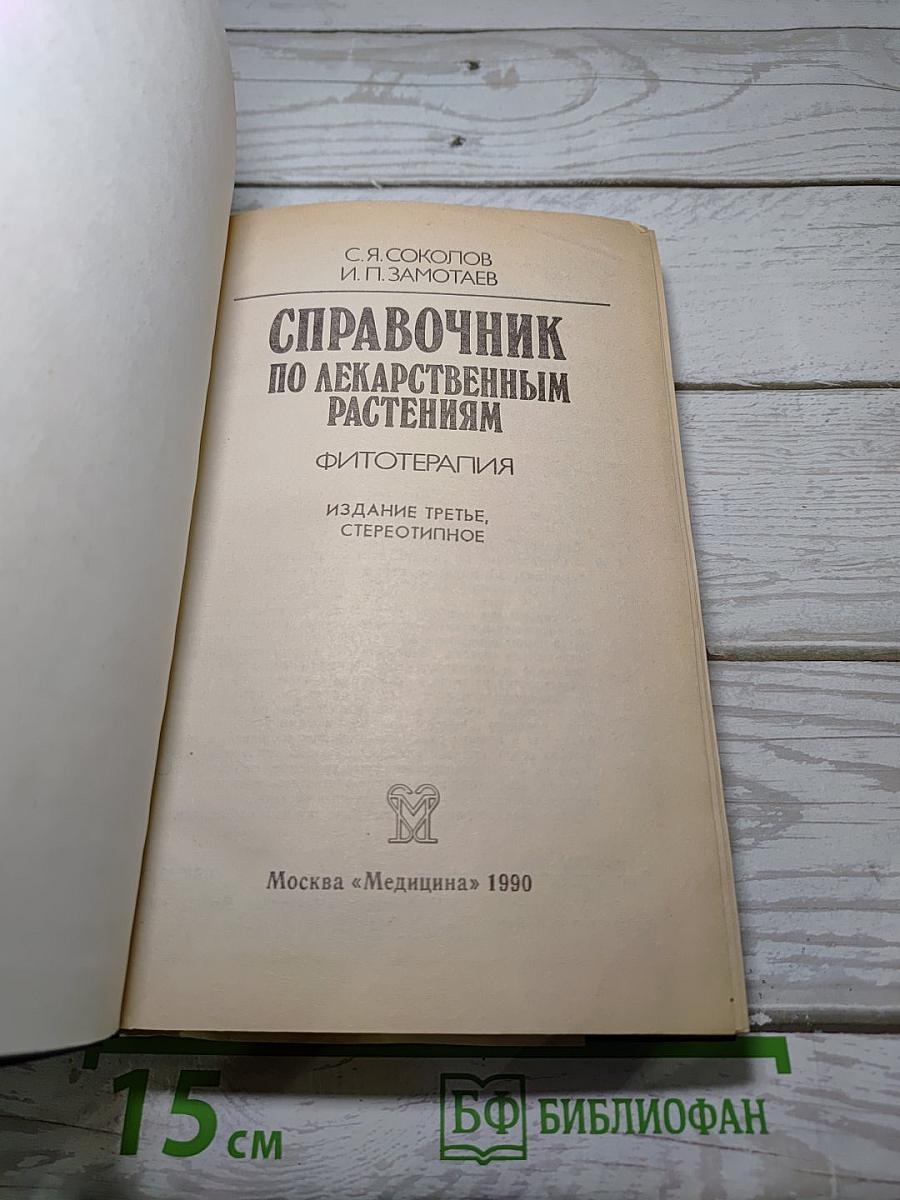 С. Я. СОКОЛОВ
И. П. ЗАМОТАЕВ
СПРАВОЧНИК
ПО ЛЕКАРСТВЕННЫМ
РАСТЕНИЯМ
ФИТОТЕРАПИЯ
ИЗДАНИЕ ТРЕТЬЕ,
СТЕРЕОТИПНОЕ
М
Москва «Медицина» 1990
15 см
БФ БИБЛИОФАН